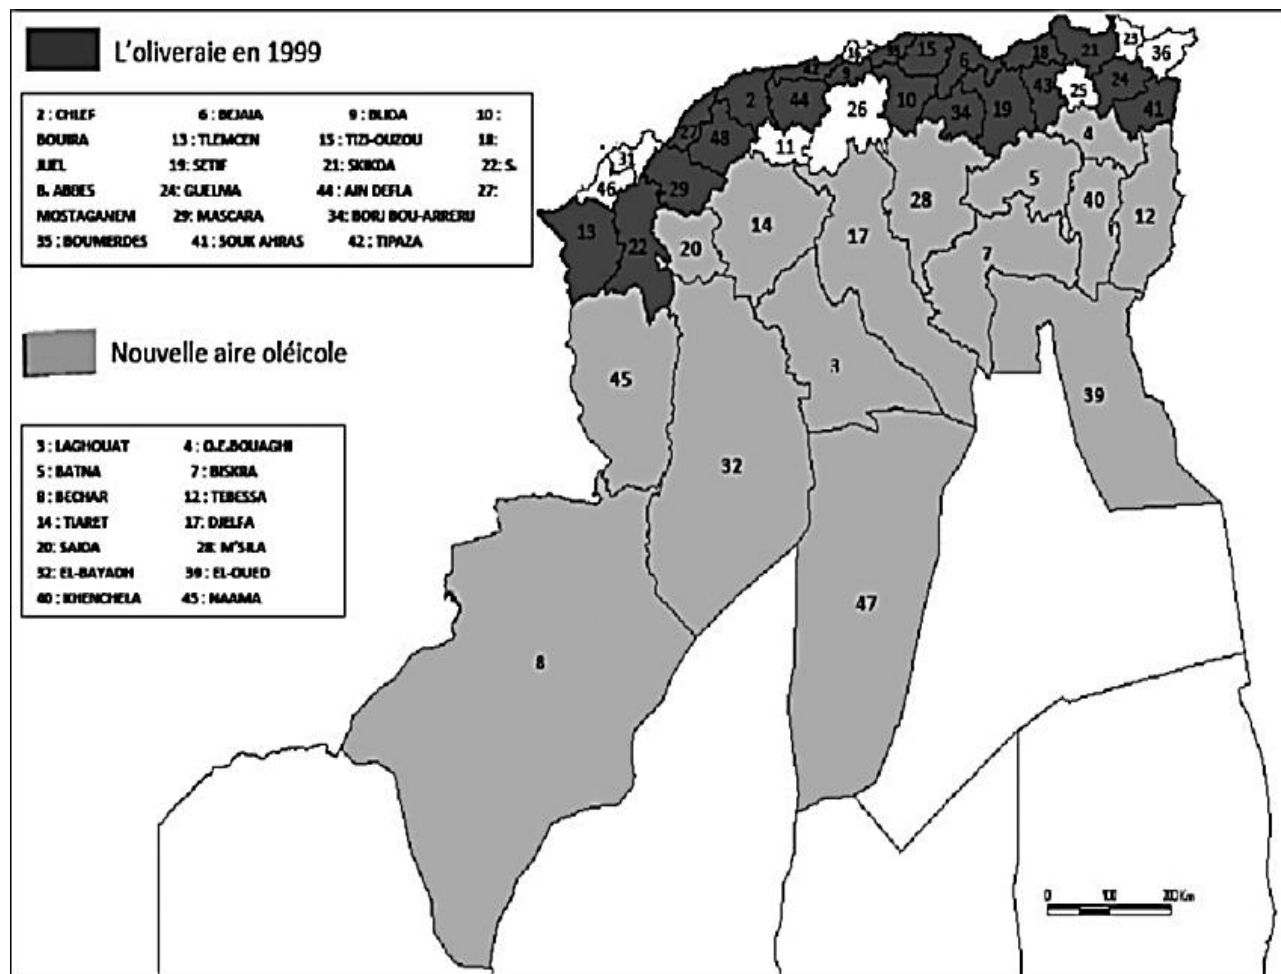 L'oliveraie en 1999
2 : CHLEF 6 : BEJAIA 9 : BLIDA 10 :
BOUIRA 13 : TLEMCEN 15 : TIZI-OUZOU 18:
JIJEL 19: SETIF 21: SKIKDA 22: S.
B. ABBES 24: GUELMA 44 : AIN DEFLA 27:
MOSTAGANEM 29: MASCARA 34: BORJ BOU-ARRERIJ
35 : BOUMERDES 41 : SOUK AHRAS 42 : TIPAZA
Nouvelle aire oléicole
3 : LAGHOUAT 4 : O.E.BOUAGHI
5 : BATNA 7 : BISKRA
8 : BECHAR 12 : TEBESSA
14 : TIARET 17: DJELFA
20: SAIDA 28: M'SILA
32: EL-BAYADH 39 : EL-OUED
40 : KHENCHELA 45 : NAAMA
23
36
15
18
21
6
9
2
44
26
10
34
19
43
25
24
41
27
48
11
4
31
46
29
5
40
12
28
14
17
13
22
20
7
3
45
39
32
47
8
0 100 200 Km